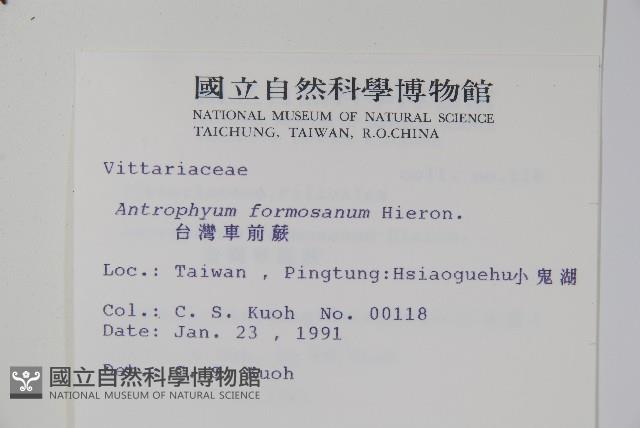 國立自然科學博物館
NATIONAL MUSEUM OF NATURAL SCIENCE
TAICHUNG, TAIWAN, R.O.CHINA
Vittariaceae
Antrophyum formosanum Hieron.
台灣車前蕨
Loc.: Taiwan , Pingtung:Hsiaoguehu小鬼湖
Col.: C. S. Kuoh No. 00118
Date: Jan. 23 , 1991
Det.: C. S. Kuoh
國立自然科學博物館
NATIONAL MUSEUM OF NATURAL SCIENCE